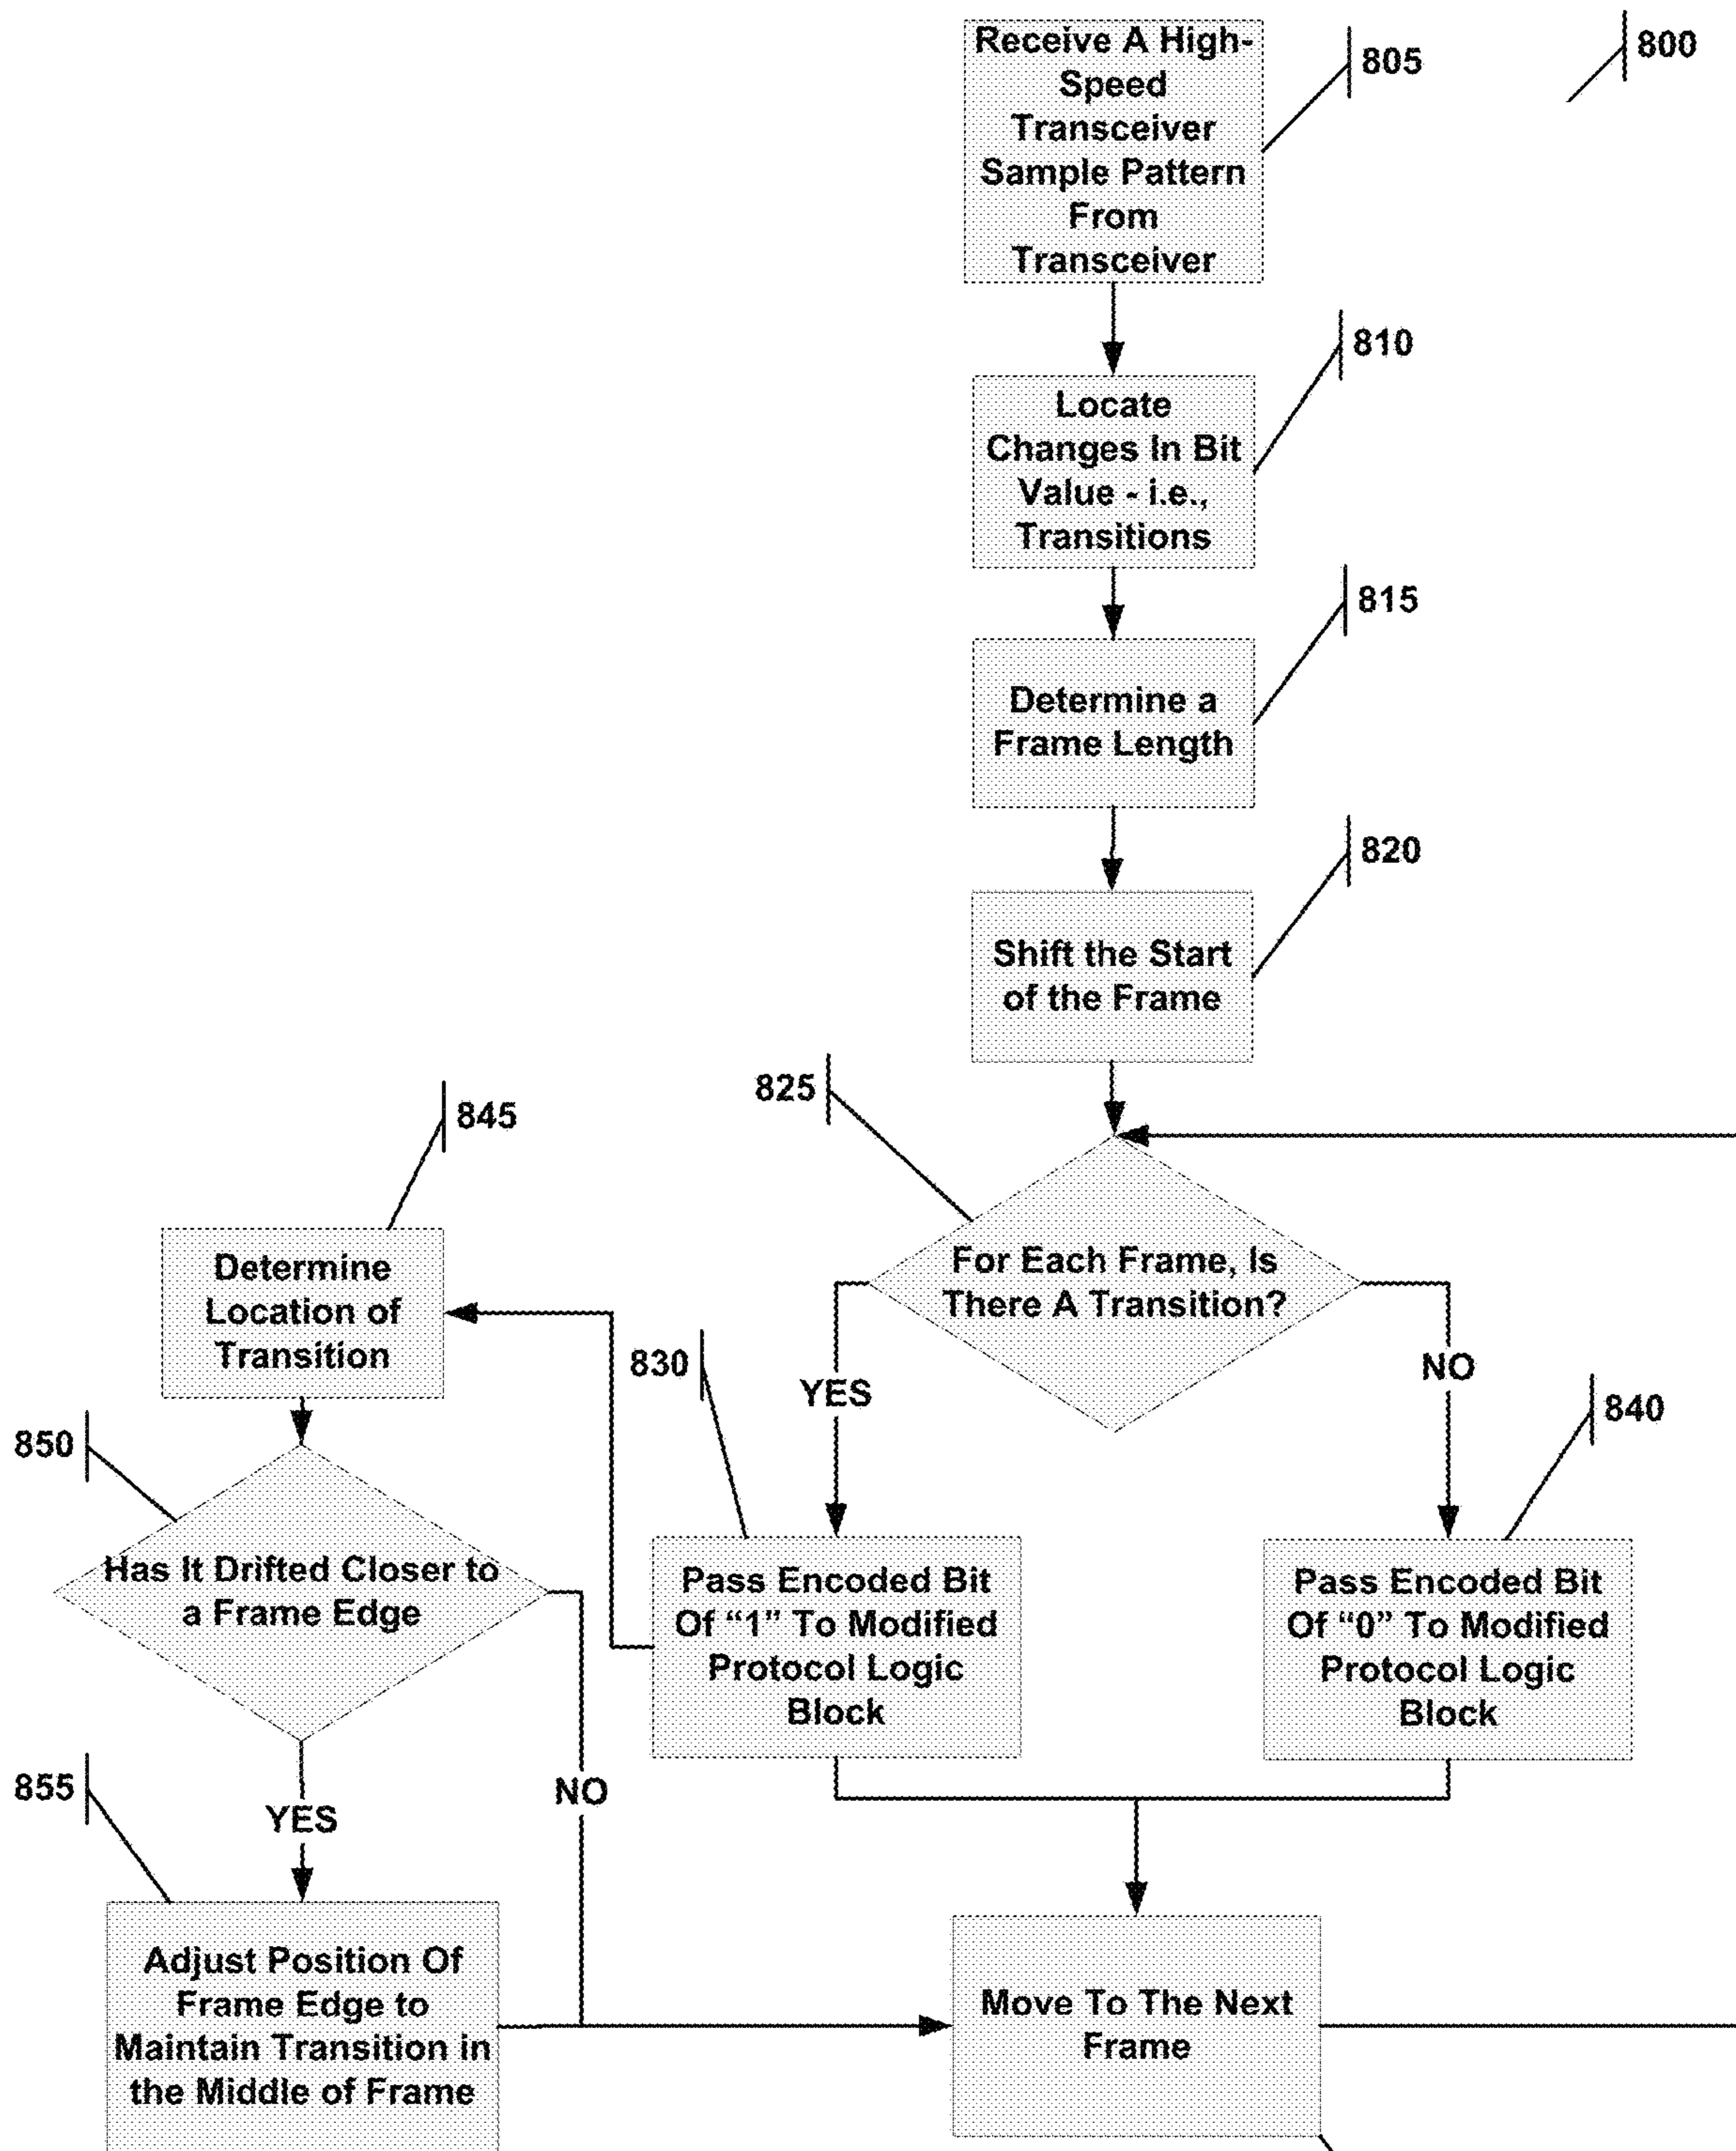 Receive A High-
Speed
Transceiver
Sample Pattern
From
Transceiver
805
800
Locate
Changes In Bit
Value - i.e.,
Transitions
810
Determine a
Frame Length
815
Shift the Start
of the Frame
820
825
For Each Frame, Is
There A Transition?
YES
NO
830
Pass Encoded Bit
Of “1” To Modified
Protocol Logic
Block
840
Pass Encoded Bit
Of “0” To Modified
Protocol Logic
Block
845
Determine
Location of
Transition
850
Has It Drifted Closer to
a Frame Edge
YES
NO
855
Adjust Position Of
Frame Edge to
Maintain Transition in
the Middle of Frame
Move To The Next
Frame